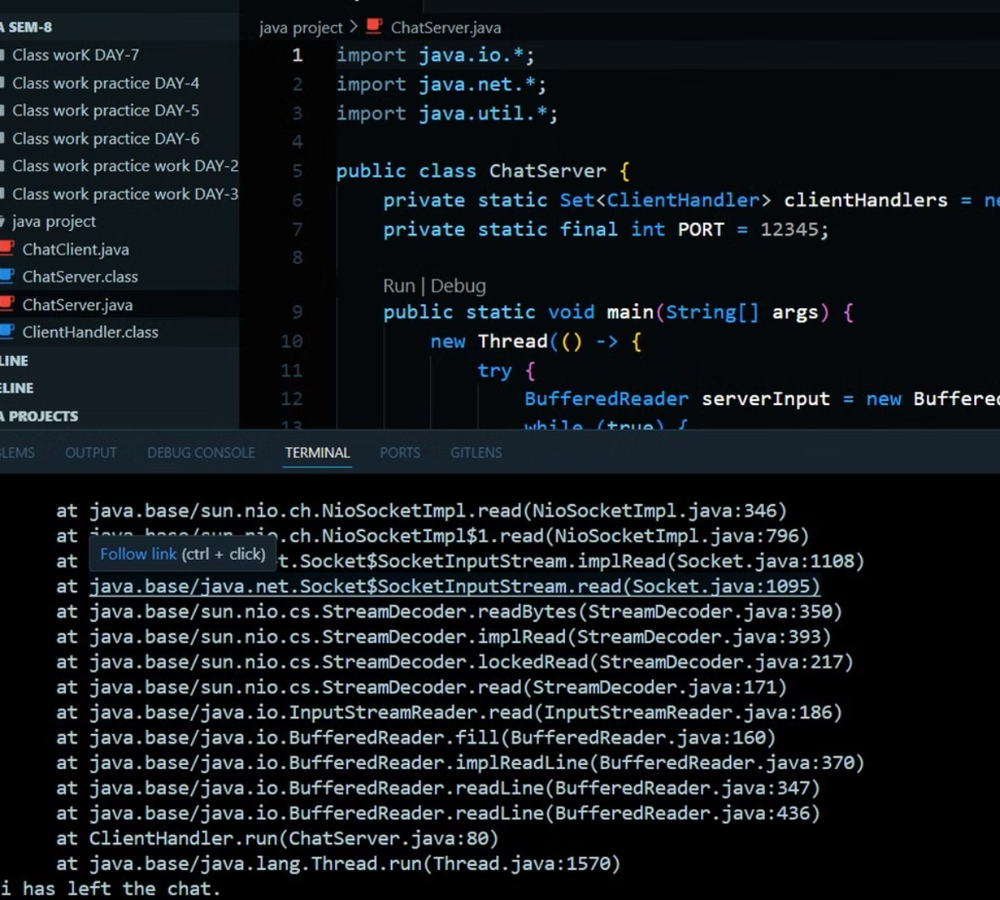 SEM-8
Class worK DAY-7
Class work practice DAY-4
Class work practice DAY-5
Class work practice DAY-6
Class work practice work DAY-2
Class work practice work DAY-3
java project
ChatClient.java
ChatServer.class
ChatServer.java
ClientHandler.class
LINE
ELINE
A PROJECTS
java project > ChatServer.java
1 import java.io.*;
2 import java.net.*;
3 import java.util.*;
4
5 public class ChatServer {
6 private static Set<ClientHandler> clientHandlers = ne
7 private static final int PORT = 12345;
8
Run | Debug
9 public static void main(String[] args) {
10 new Thread(() -> {
11 try {
12 BufferedReader serverInput = new Buffered
13 while (true) {
LEMS OUTPUT DEBUG CONSOLE TERMINAL PORTS GITLENS
at java.base/sun.nio.ch.NioSocketImpl.read(NioSocketImpl.java:346)
at java.base/sun.nio.ch.NioSocketImpl$1.read(NioSocketImpl.java:796)
Follow link (ctrl + click)
at t.Socket$SocketInputStream.implRead(Socket.java:1108)
at java.base/java.net.Socket$SocketInputStream.read(Socket.java:1095)
at java.base/sun.nio.cs.StreamDecoder.readBytes(StreamDecoder.java:350)
at java.base/sun.nio.cs.StreamDecoder.implRead(StreamDecoder.java:393)
at java.base/sun.nio.cs.StreamDecoder.lockedRead(StreamDecoder.java:217)
at java.base/sun.nio.cs.StreamDecoder.read(StreamDecoder.java:171)
at java.base/java.io.InputStreamReader.read(InputStreamReader.java:186)
at java.base/java.io.BufferedReader.fill(BufferedReader.java:160)
at java.base/java.io.BufferedReader.implReadLine(BufferedReader.java:370)
at java.base/java.io.BufferedReader.readLine(BufferedReader.java:347)
at java.base/java.io.BufferedReader.readLine(BufferedReader.java:436)
at ClientHandler.run(ChatServer.java:80)
at java.base/java.lang.Thread.run(Thread.java:1570)
i has left the chat.